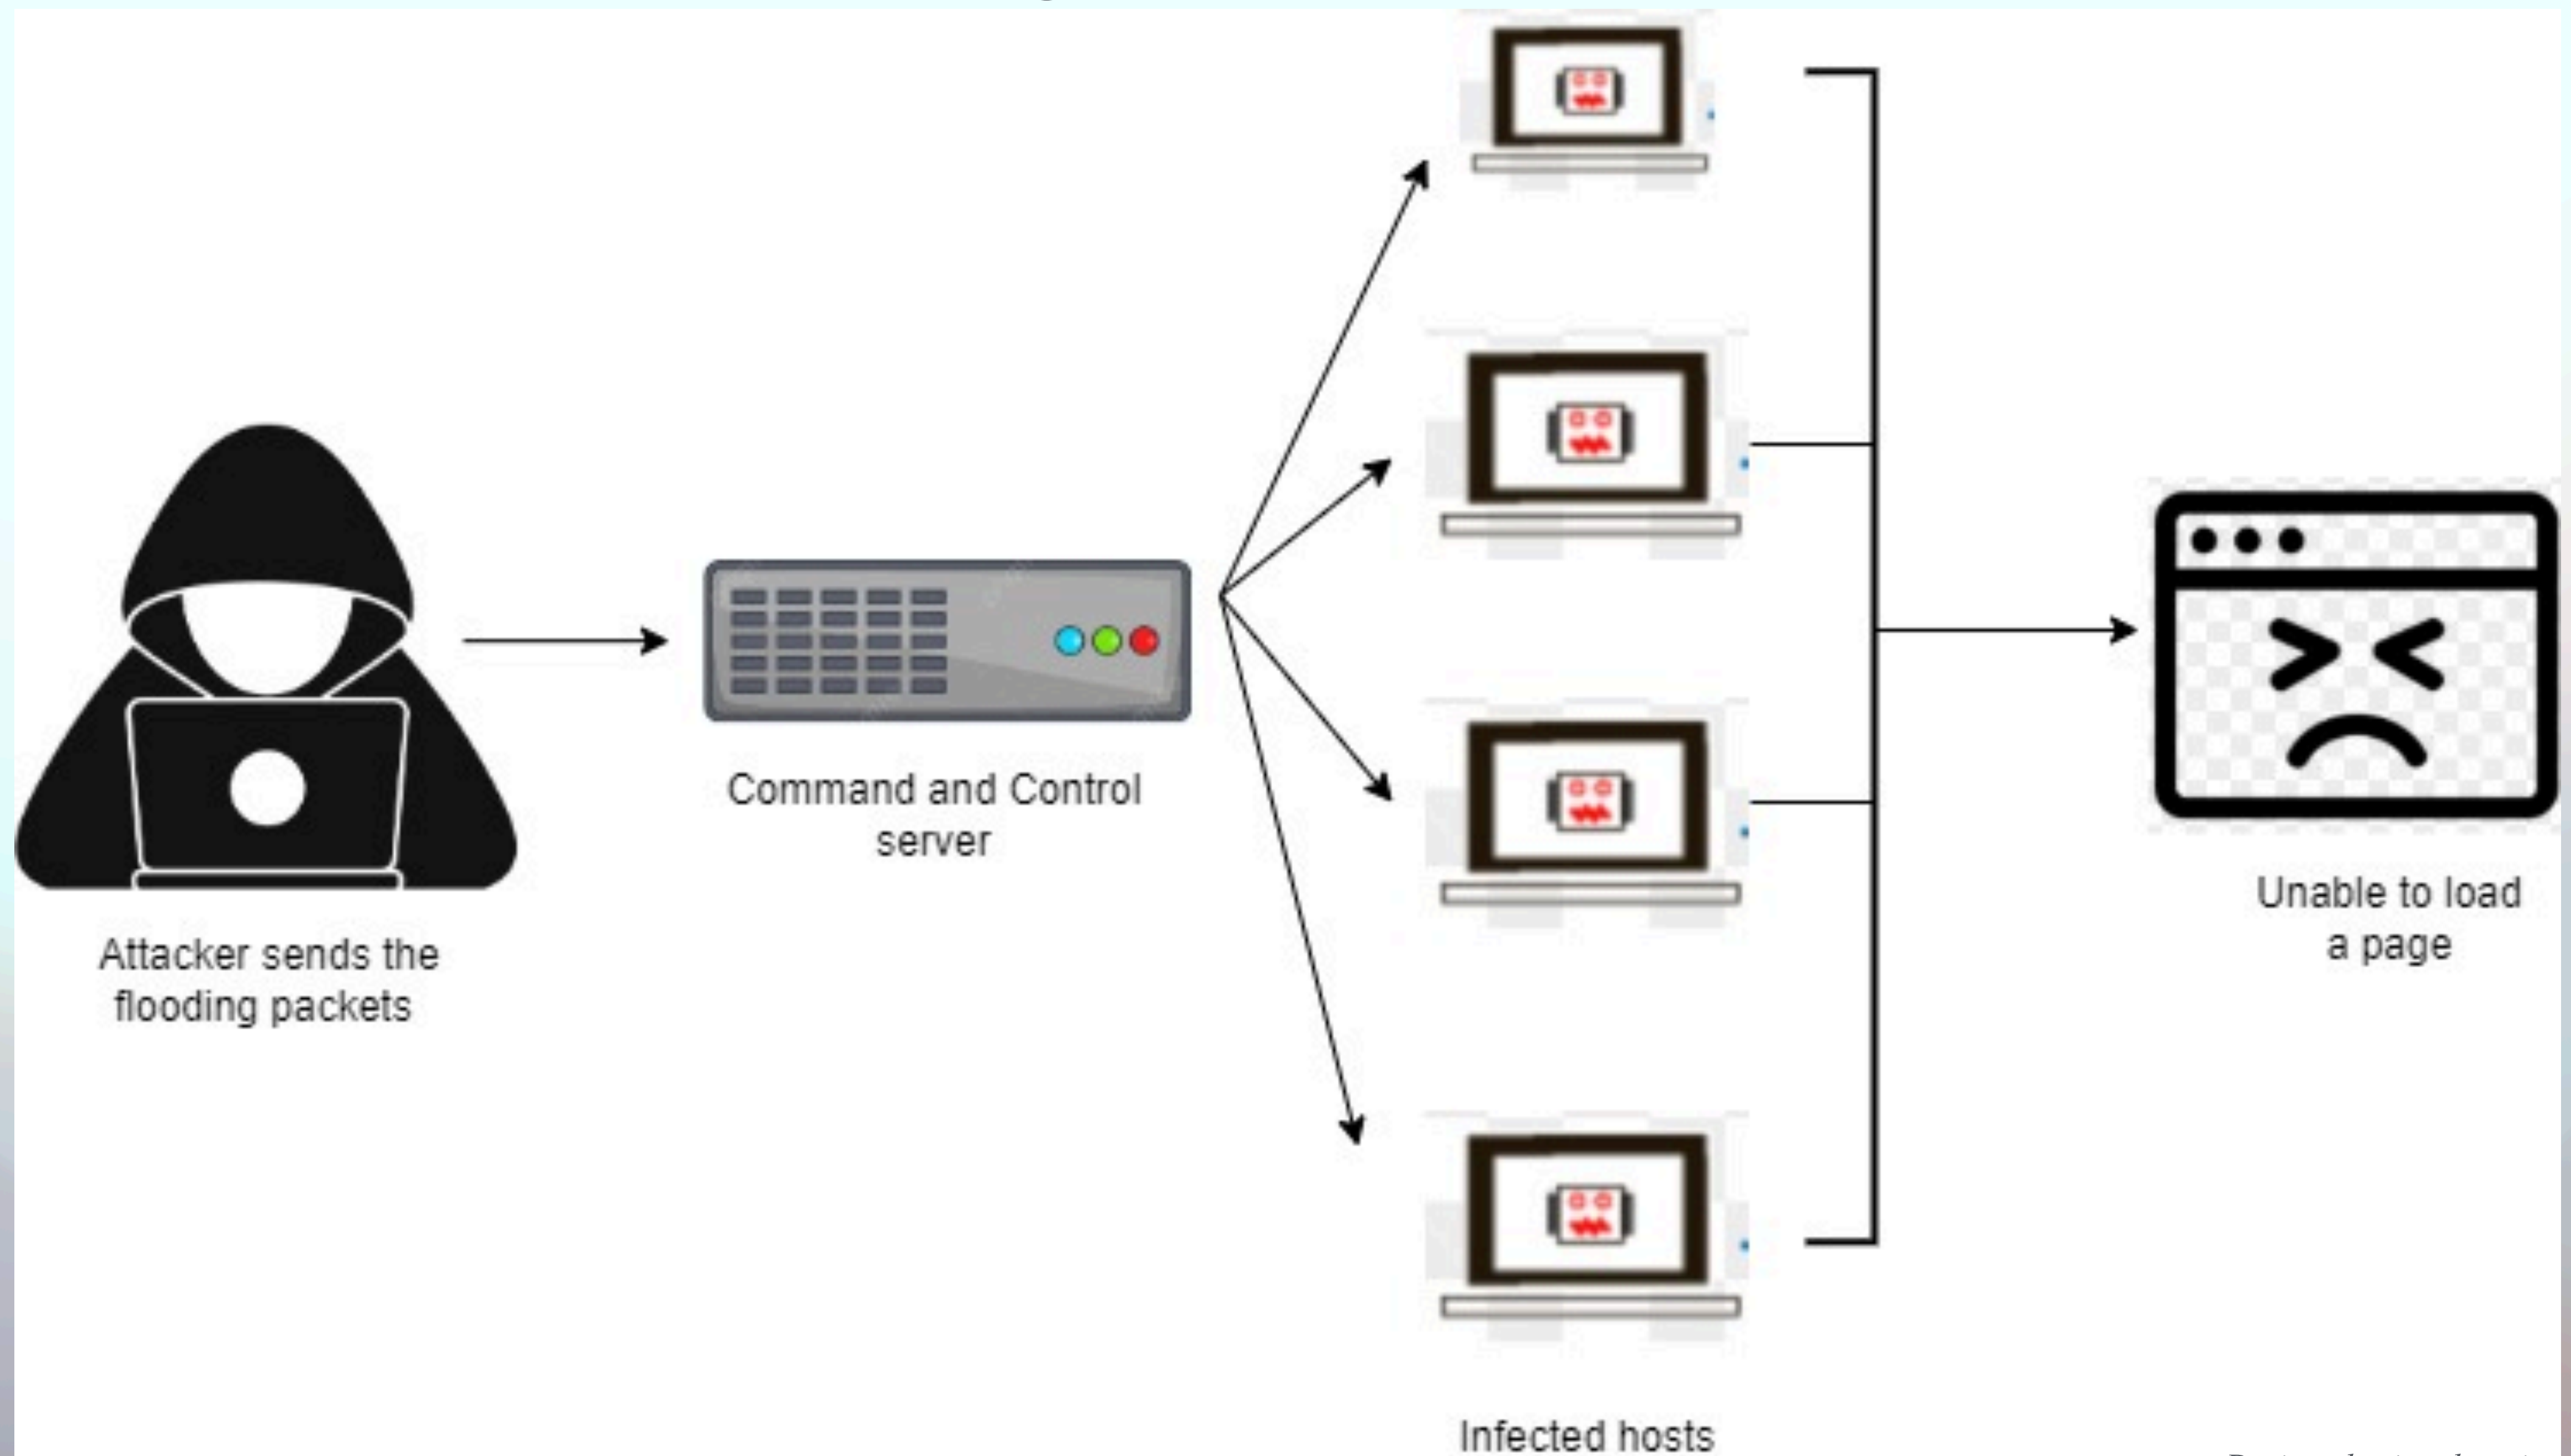 Attacker sends the
flooding packets
Command and Control
server
Infected hosts
Unable to load
a page